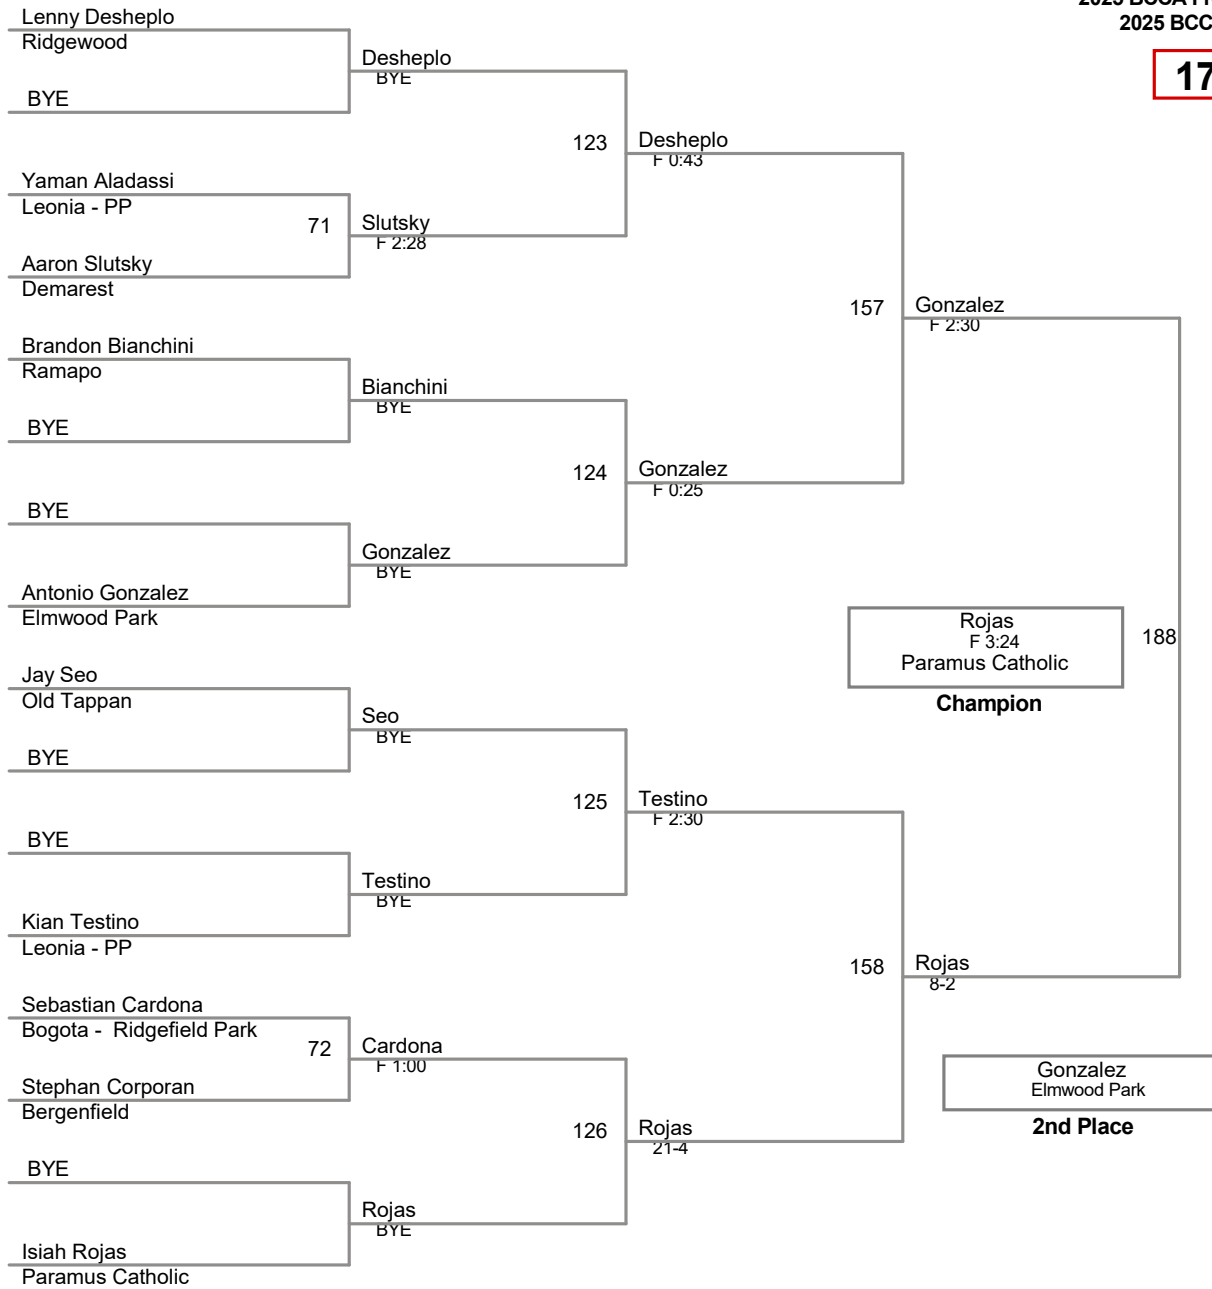 2025 BCC
17
Lenny Desheplo
Ridgewood
BYE
Desheplo
BYE
Yaman Aladassi
Leonia - PP
71
Aaron Slutsky
Demarest
Slutsky
F 2:28
123
Desheplo
F 0:43
Brandon Bianchini
Ramapo
BYE
Bianchini
BYE
BYE
Antonio Gonzalez
Elmwood Park
Gonzalez
BYE
124
Gonzalez
F 0:25
157
Gonzalez
F 2:30
Jay Seo
Old Tappan
BYE
Seo
BYE
BYE
Kian Testino
Leonia - PP
Testino
BYE
125
Testino
F 2:30
Sebastian Cardona
Bogota -  Ridgefield Park
72
Stephan Corporan
Bergenfield
Cardona
F 1:00
BYE
Isiah Rojas
Paramus Catholic
Rojas
BYE
126
Rojas
21-4
158
Rojas
8-2
188
Rojas
F 3:24
Paramus Catholic
Champion
Gonzalez
Elmwood Park
2nd Place